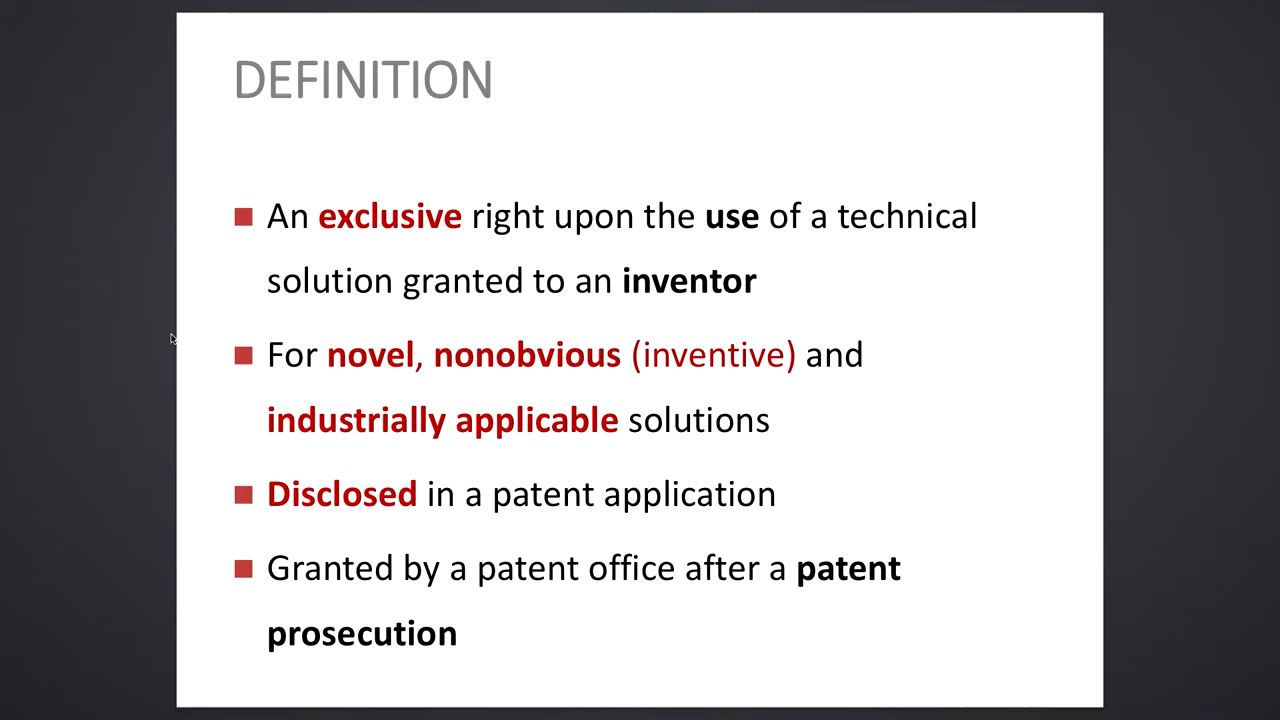 DEFINITION
An exclusive right upon the use of a technical
solution granted to an inventor
For novel, nonobvious (inventive) and
industrially applicable solutions
Disclosed in a patent application
Granted by a patent office after a patent
prosecution